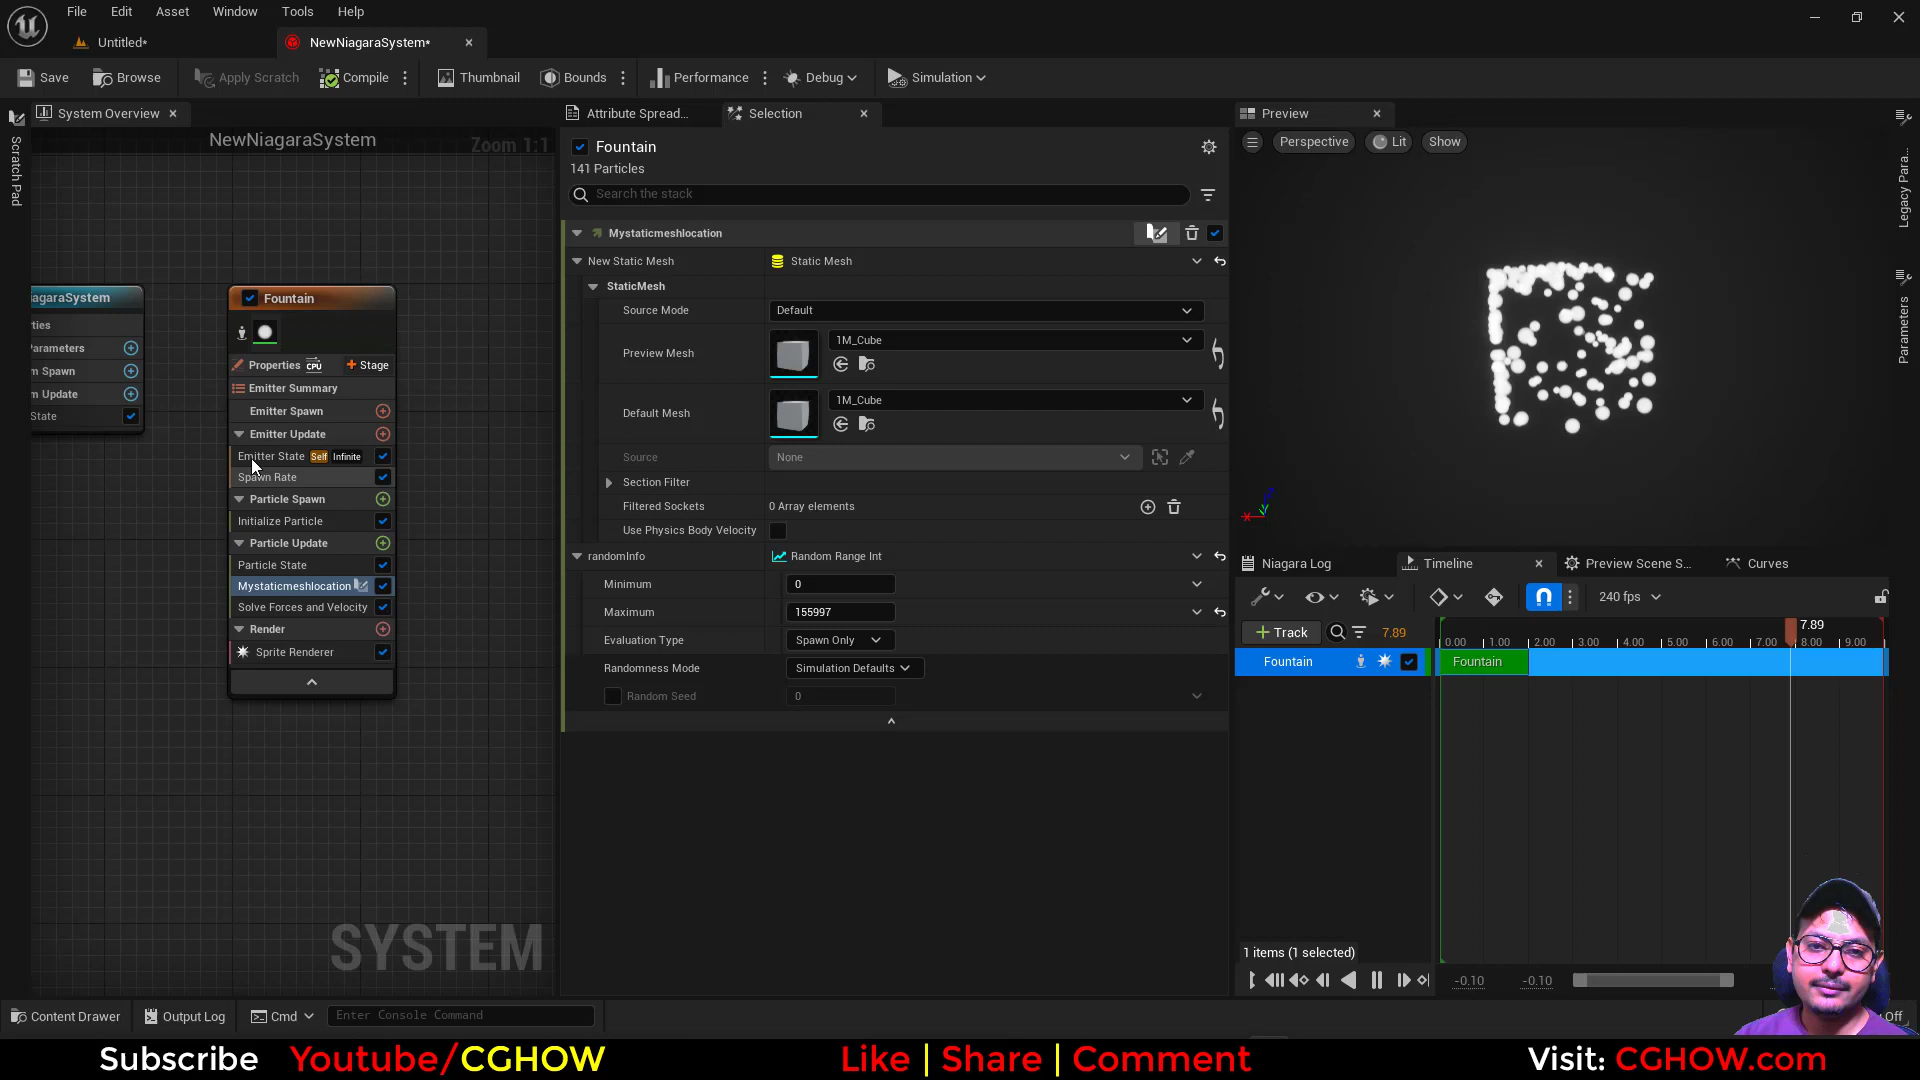 File Edit Asset Window Tools Help
Untitled* NewNiagaraSystem*
Save Browse Apply Scratch Compile Thumbnail Bounds Performance Debug Simulation
Scratch Pad
System Overview
NewNiagaraSystem Zoom 1:1
agaraSystem
ties
Parameters
m Spawn
m Update
State
Fountain
Properties CPU Stage
Emitter Summary
Emitter Spawn
Emitter Update
Emitter State Self Infinite
Spawn Rate
Particle Spawn
Initialize Particle
Particle Update
Particle State
Mystaticmeshlocation
Solve Forces and Velocity
Render
Sprite Renderer
SYSTEM
Attribute Spread... Selection
Fountain
141 Particles
Search the stack
Mystaticmeshlocation
New Static Mesh Static Mesh
StaticMesh
Source Mode Default
Preview Mesh 1M_Cube
Default Mesh 1M_Cube
Source None
Section Filter
Filtered Sockets 0 Array elements
Use Physics Body Velocity
randomInfo Random Range Int
Minimum 0
Maximum 155997
Evaluation Type Spawn Only
Randomness Mode Simulation Defaults
Random Seed 0
Preview
Perspective Lit Show
Legacy Para...
Parameters
Niagara Log Timeline Preview Scene S... Curves
240 fps
Track 7.89 7.89
0.00 1.00 2.00 3.00 4.00 5.00 6.00 7.00 8.00 9.00
Fountain Fountain
1 items (1 selected)
-0.10 -0.10
Content Drawer Output Log Cmd Enter Console Command Off
Subscribe Youtube/CGHOW Like | Share | Comment Visit: CGHOW.com